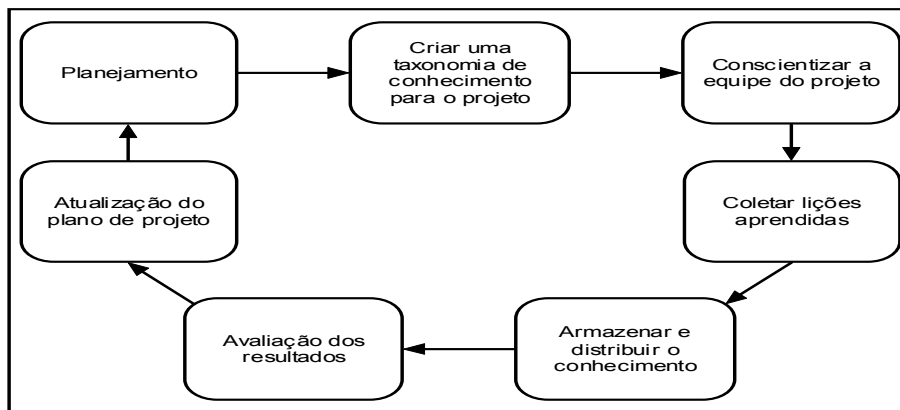 Planejamento
Criar uma
taxonomia de
conhecimento
para o projeto
Conscientizar a
equipe do projeto
Atualização do
plano de projeto
Coletar lições
aprendidas
Avaliação dos
resultados
Armazenar e
distribuir o
conhecimento